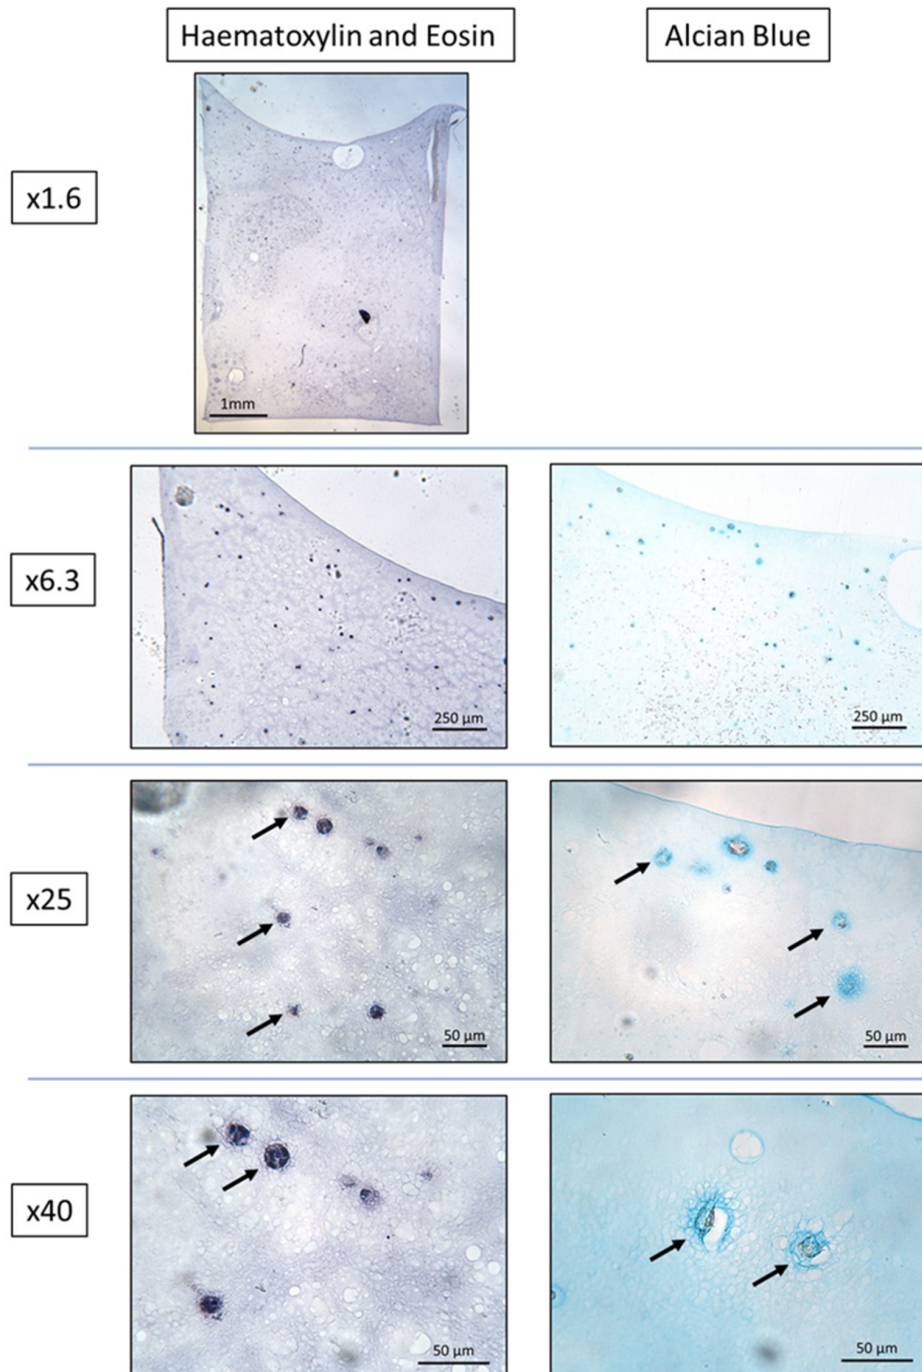 Haematoxylin and Eosin
Alcian Blue
x1.6
1mm
x6.3
250 µm
250 µm
x25
50 µm
50 µm
x40
50 µm
50 µm